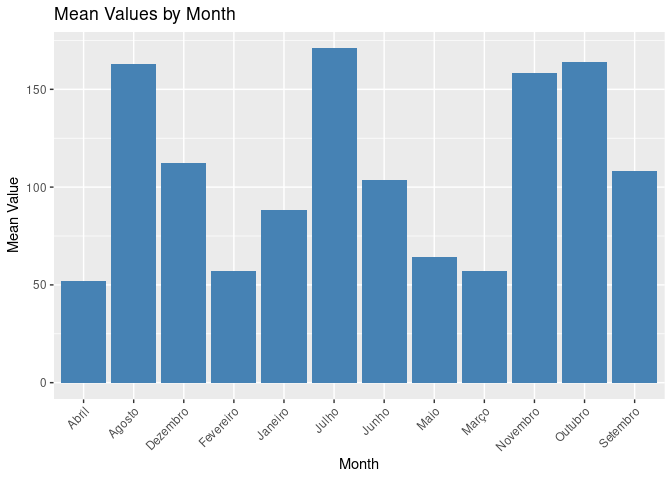 Mean Values by Month
Mean Value
150
100
50
0
Abril
Agosto
Dezembro
Fevereiro
Janeiro
Julho
Junho
Maio
Março
Novembro
Outubro
Setembro
Month